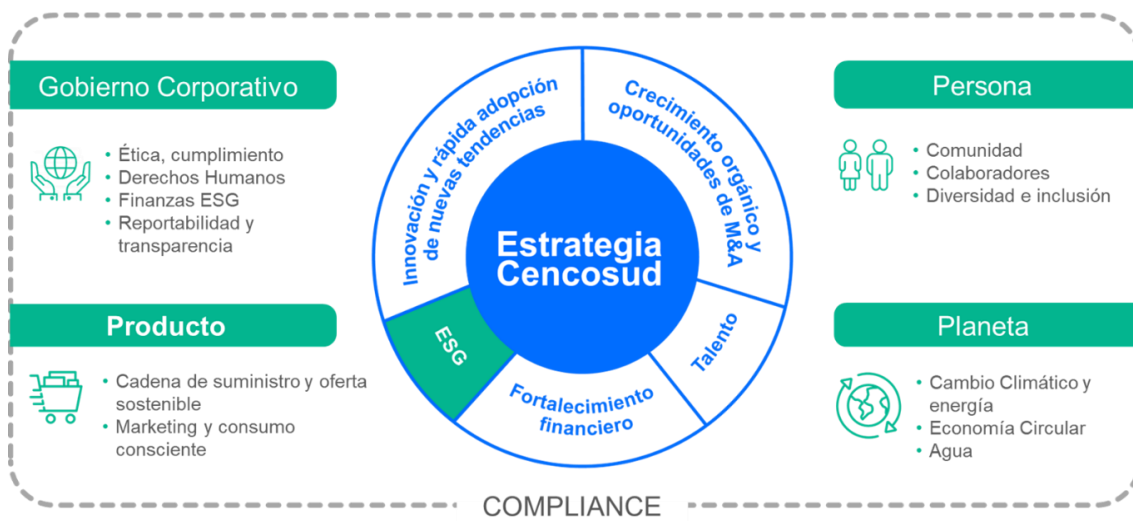 Gobierno Corporativo
• Ética, cumplimiento
• Derechos Humanos
• Finanzas ESG
• Reportabilidad y
transparencia
Producto
• Cadena de suministro y oferta
sostenible
• Marketing y consumo
consciente
Innovación y rápida adopción
de nuevas tendencias
Crecimiento orgánico y
oportunidades de M&A
Estrategia
Cencosud
ESG
Fortalecimiento
financiero
Talento
Persona
• Comunidad
• Colaboradores
• Diversidad e inclusión
Planeta
• Cambio Climático y
energía
• Economía Circular
• Agua
COMPLIANCE